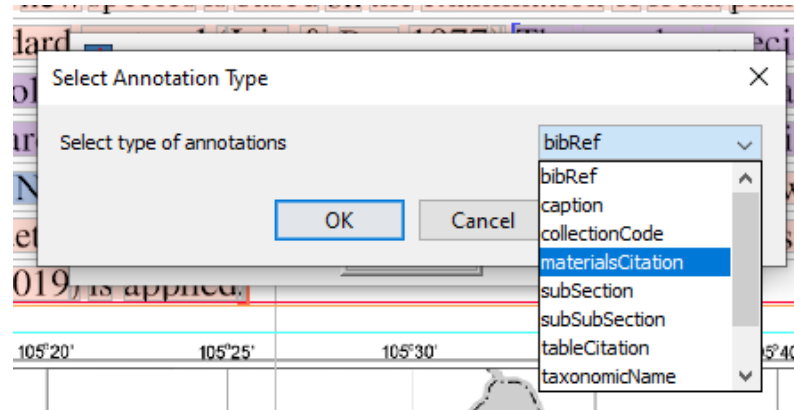 dard
Select Annotation Type
Select type of annotations
bibRef
bibRef
caption
collectionCode
materialsCitation
subSection
subSubSection
tableCitation
taxonomicName
OK
Cancel
019) is applied.
105°20'
105°25'
105°30'